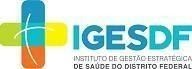 IGESDF
INSTITUTO DE GESTÃO ESTRATÉGICA
DE SAÚDE DO DISTRITO FEDERAL